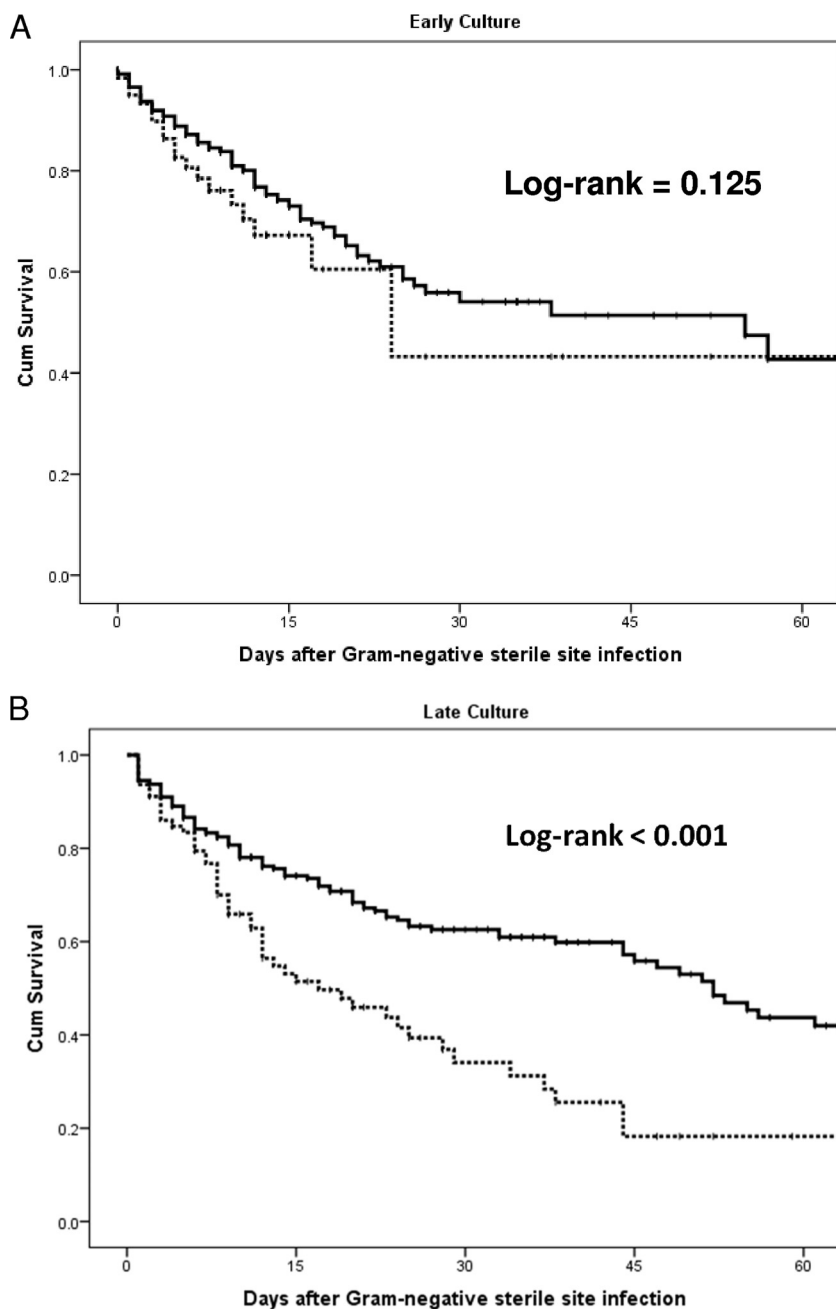 A
Early Culture
1.0
0.8
0.6
0.4
0.2
0.0
Cum Survival
Log-rank = 0.125
0 15 30 45 60
Days after Gram-negative sterile site infection
B
Late Culture
1.0
0.8
0.6
0.4
0.2
0.0
Cum Survival
Log-rank < 0.001
0 15 30 45 60
Days after Gram-negative sterile site infection